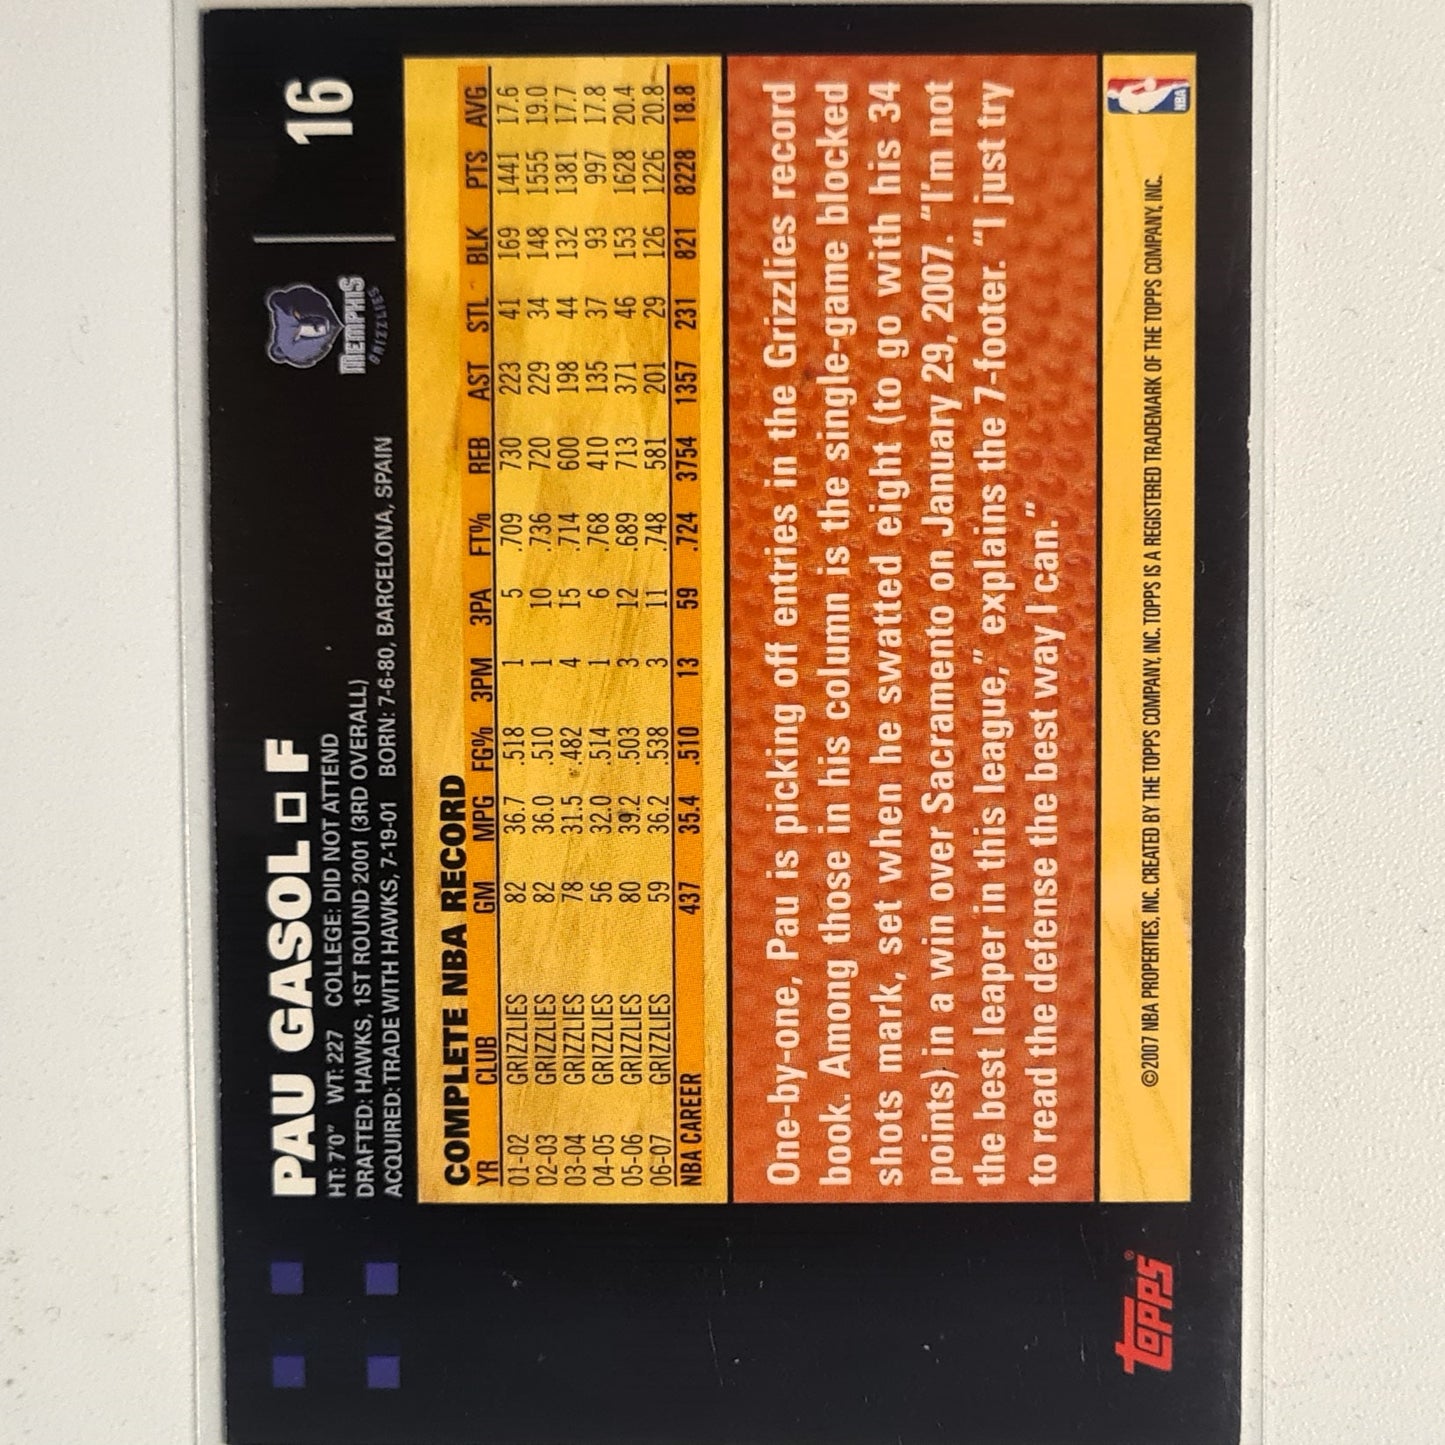 PAU GASOL □ F
16
HT: 7'0" WT: 227 COLLEGE: DID NOT ATTEND
DRAFTED: HAWKS, 1ST ROUND-2001 (3RD OVERALL)
ACQUIRED: TRADE WITH HAWKS, 7-19-01 BORN: 7-6-80, BARCELONA, SPAIN
MEMPHIS
GRIZZLIES
COMPLETE NBA RECORD
YR CLUB GM MPG FG% 3PM 3PA FT% REB AST STL BLK PTS AVG
01-02 GRIZZLIES 82 36.7 .518 1 5 .709 730 223 41 169 1441 17.6
02-03 GRIZZLIES 82 36.0 .510 1 10 .736 720 229 34 148 1555 19.0
03-04 GRIZZLIES 78 31.5 .482 4 15 .714 600 198 44 132 1381 17.7
04-05 GRIZZLIES 56 32.0 .514 1 6 .768 410 135 37 93 997 17.8
05-06 GRIZZLIES 80 39.2 .503 3 12 .689 713 371 46 153 1628 20.4
06-07 GRIZZLIES 59 36.2 .538 3 11 .748 581 201 29 126 1226 20.8
NBA CAREER 437 35.4 .510 13 59 .724 3754 1357 231 821 8228 18.8
One-by-one, Pau is picking off entries in the Grizzlies record
book. Among those in his column is the single-game blocked
shots mark, set when he swatted eight (to go with his 34
points) in a win over Sacramento on January 29, 2007. "I'm not
the best leaper in this league," explains the 7-footer. "I just try
to read the defense the best way I can."
©2007 NBA PROPERTIES, INC. CREATED BY THE TOPPS COMPANY, INC. TOPPS IS A REGISTERED TRADEMARK OF THE TOPPS COMPANY, INC.
NBA
TOPPS®